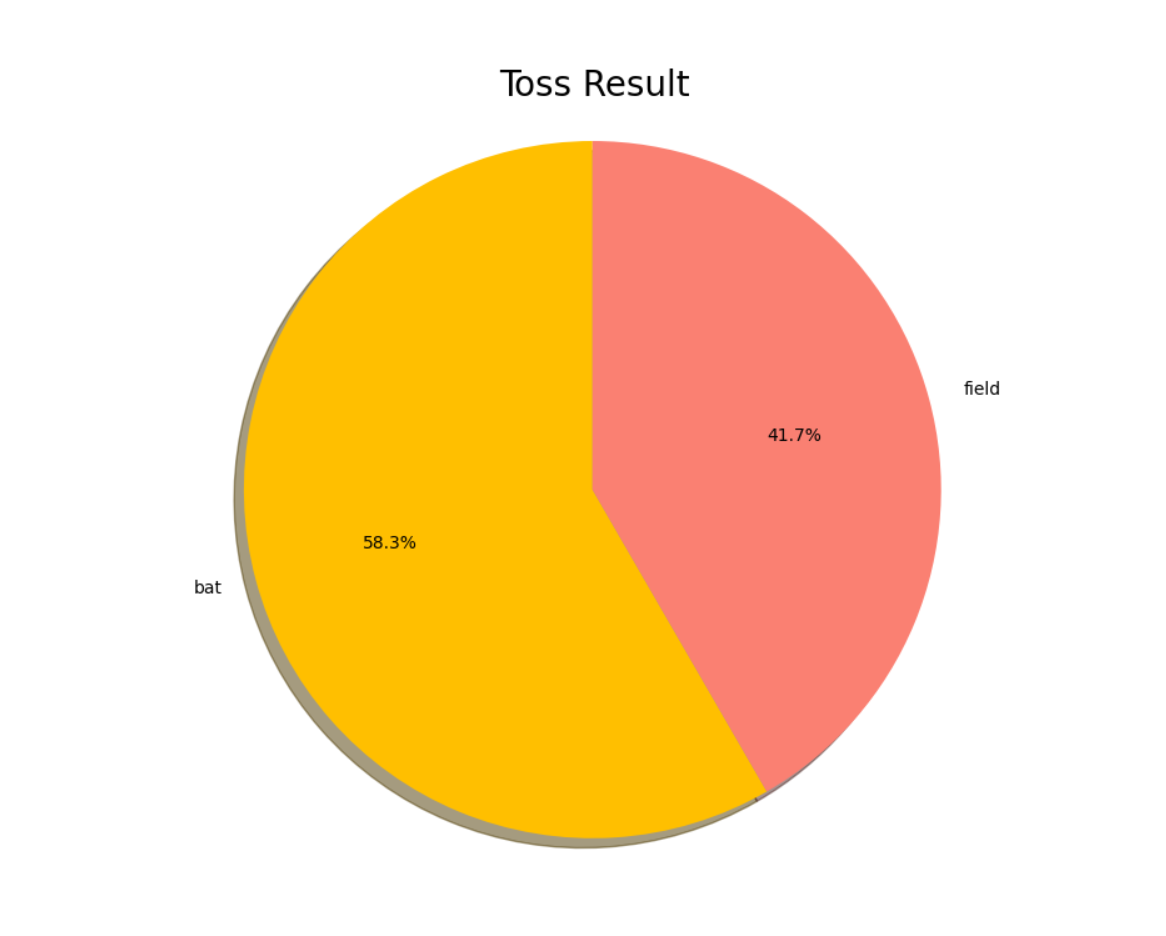 Toss Result
field
41.7%
58.3%
bat